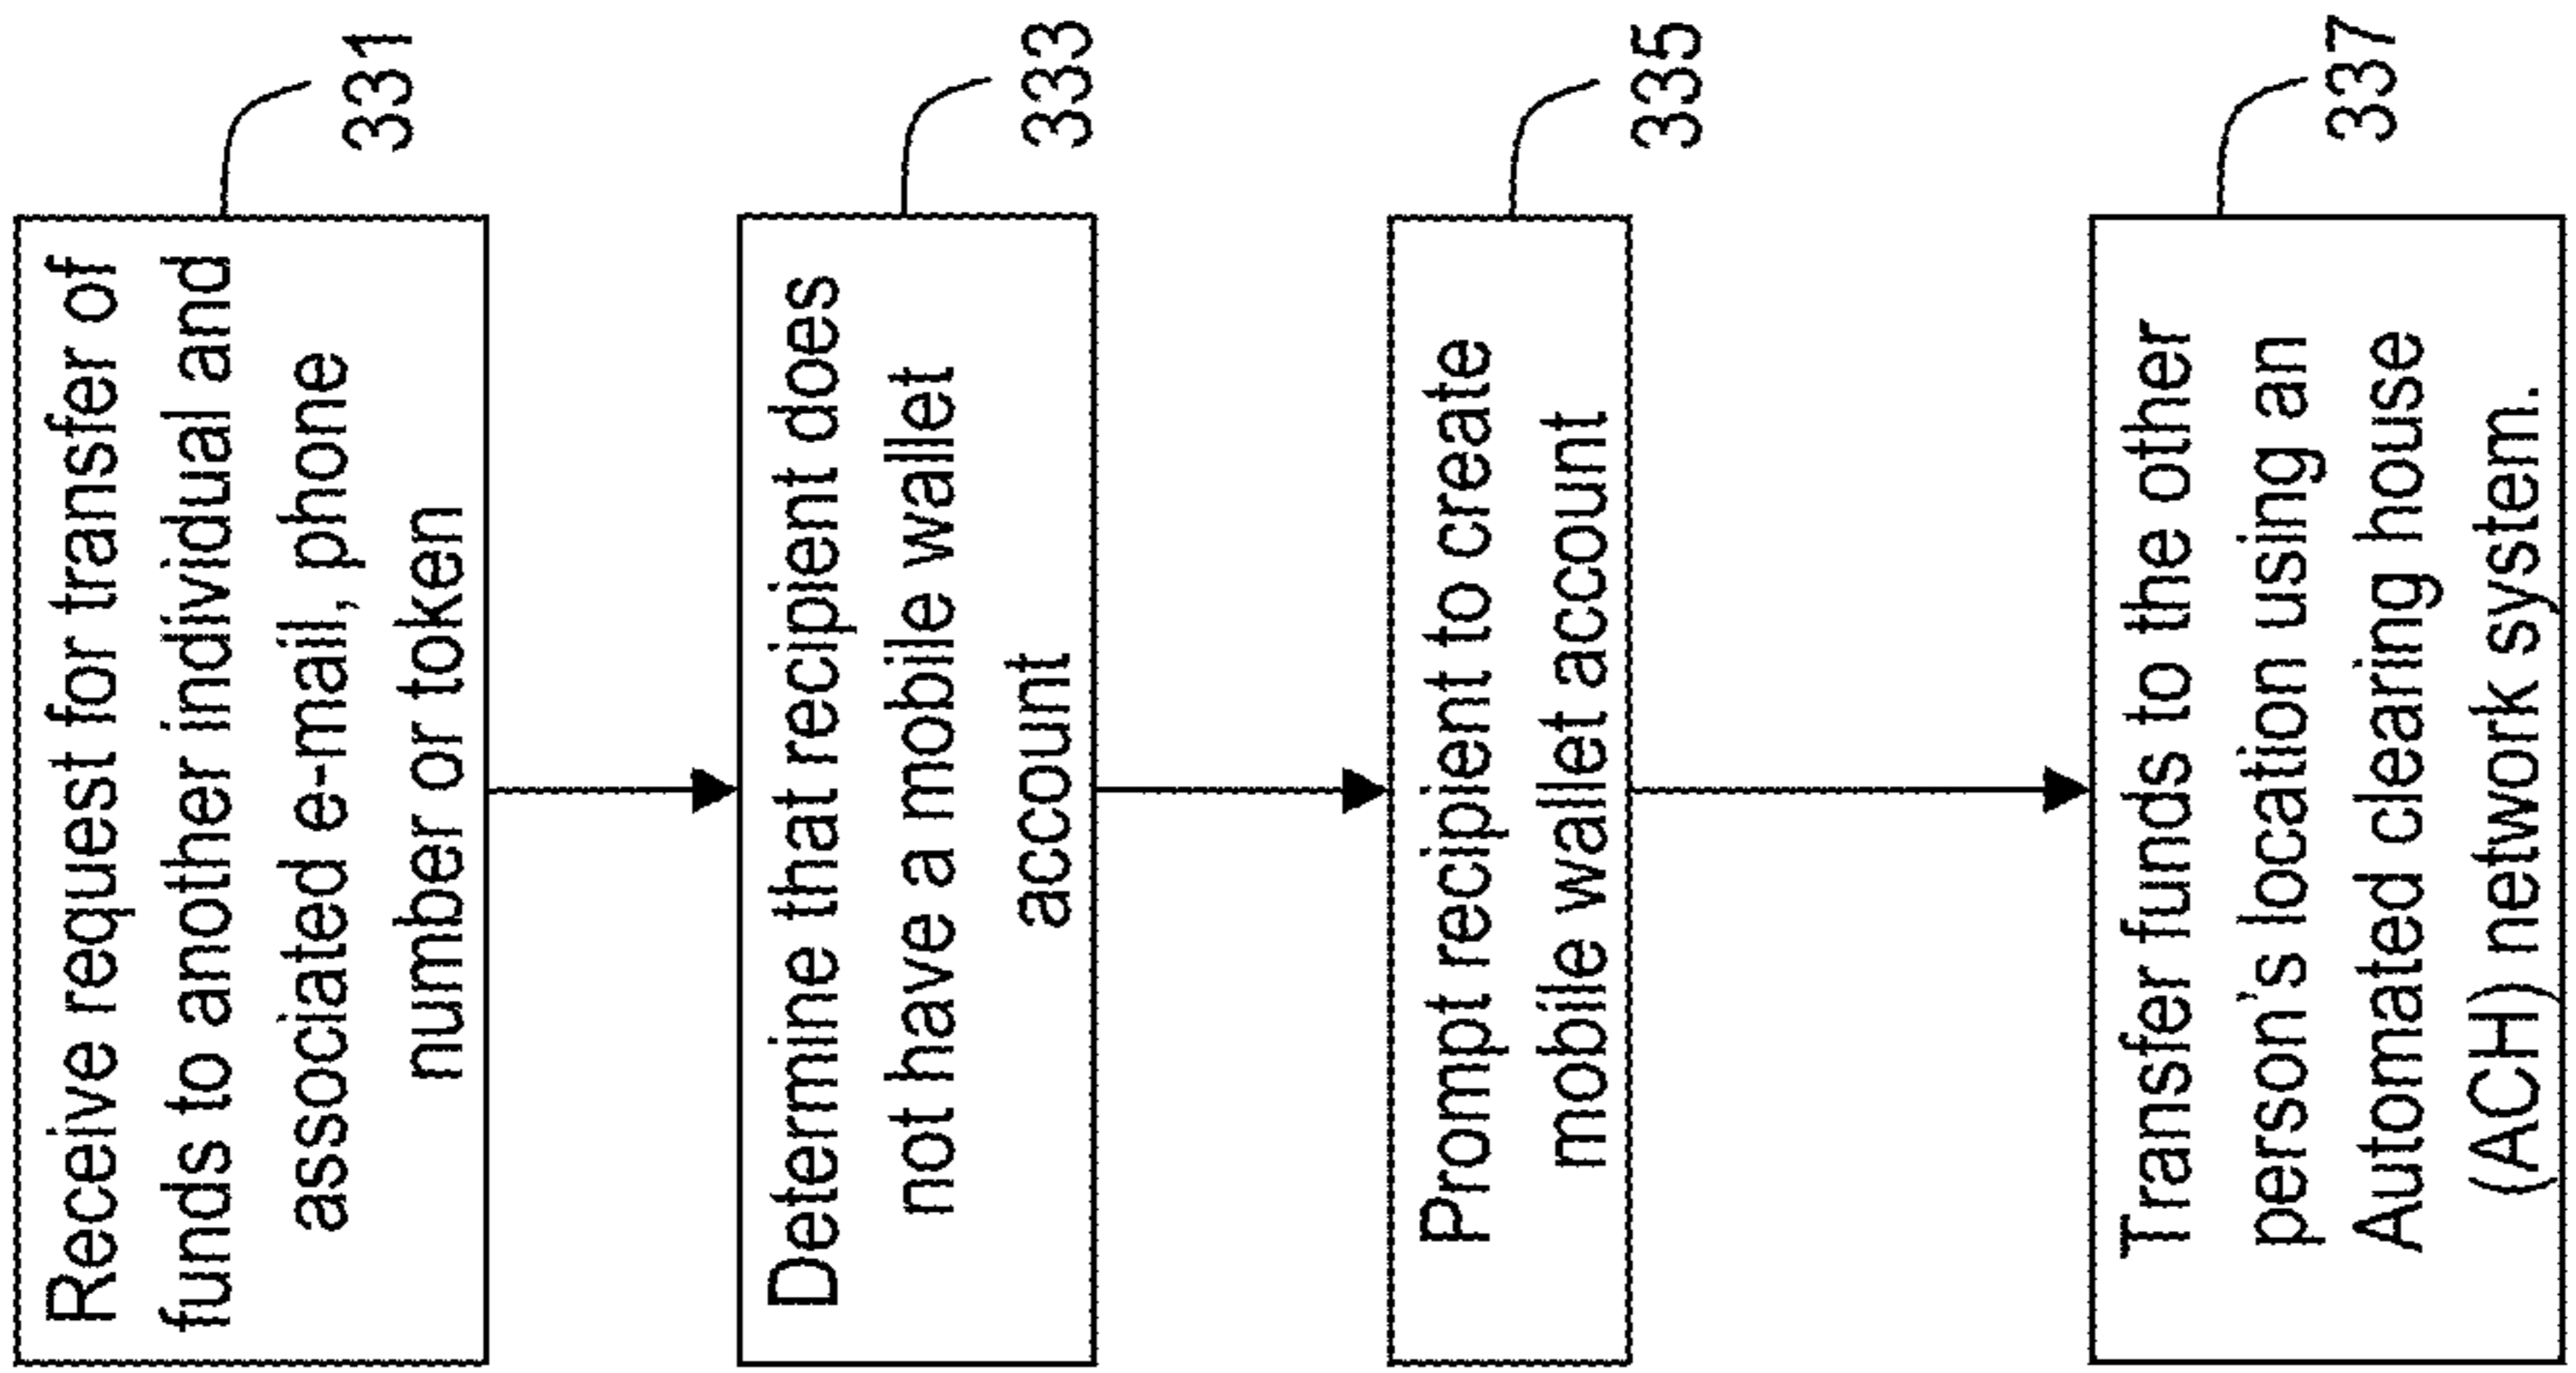 Receive request for transfer of
funds to another individual and
associated e-mail, phone
number or token
331
Determine that recipient does
not have a mobile wallet
account
333
Prompt recipient to create
mobile wallet account
335
Transfer funds to the other
person's location using an
Automated clearing house
(ACH) network system.
337